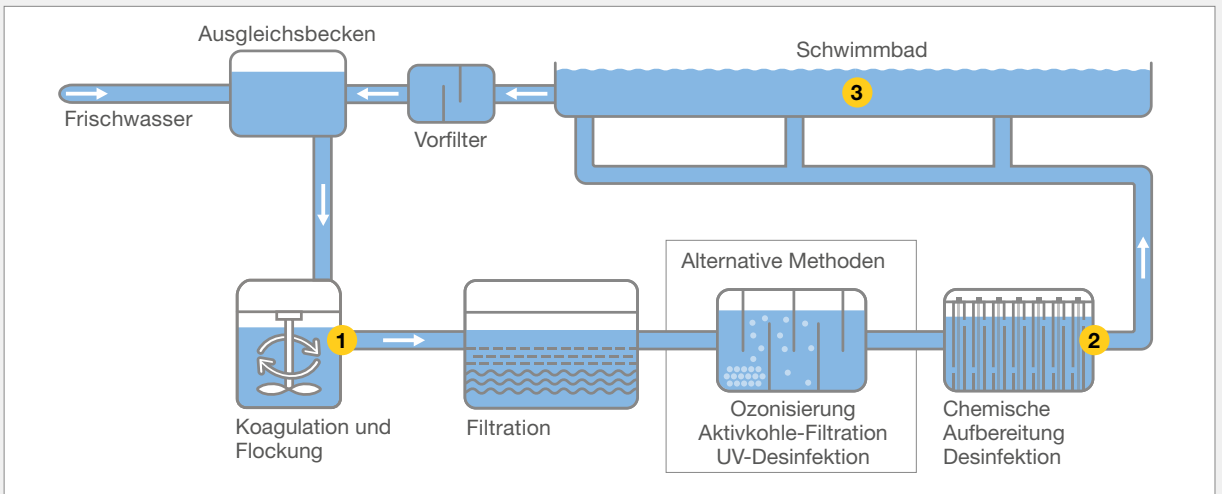 Ausgleichsbecken
Schwimmbad
3
Frischwasser
Vorfilter
Alternative Methoden
1
2
Koagulation und
Flockung
Filtration
Ozonisierung
Aktivkohle-Filtration
UV-Desinfektion
Chemische
Aufbereitung
Desinfektion